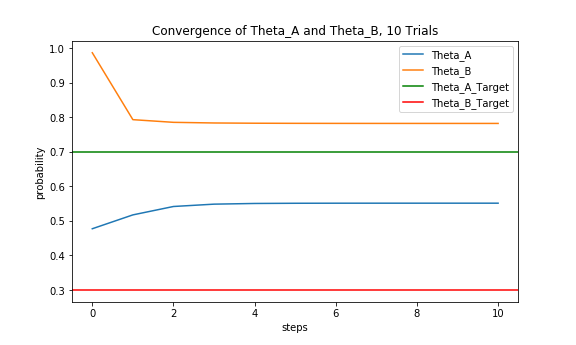 Convergence of Theta_A and Theta_B, 10 Trials
1.0
0.9
0.8
0.7
0.6
0.5
0.4
0.3
probability
Theta_A
Theta_B
Theta_A_Target
Theta_B_Target
0 2 4 6 8 10
steps